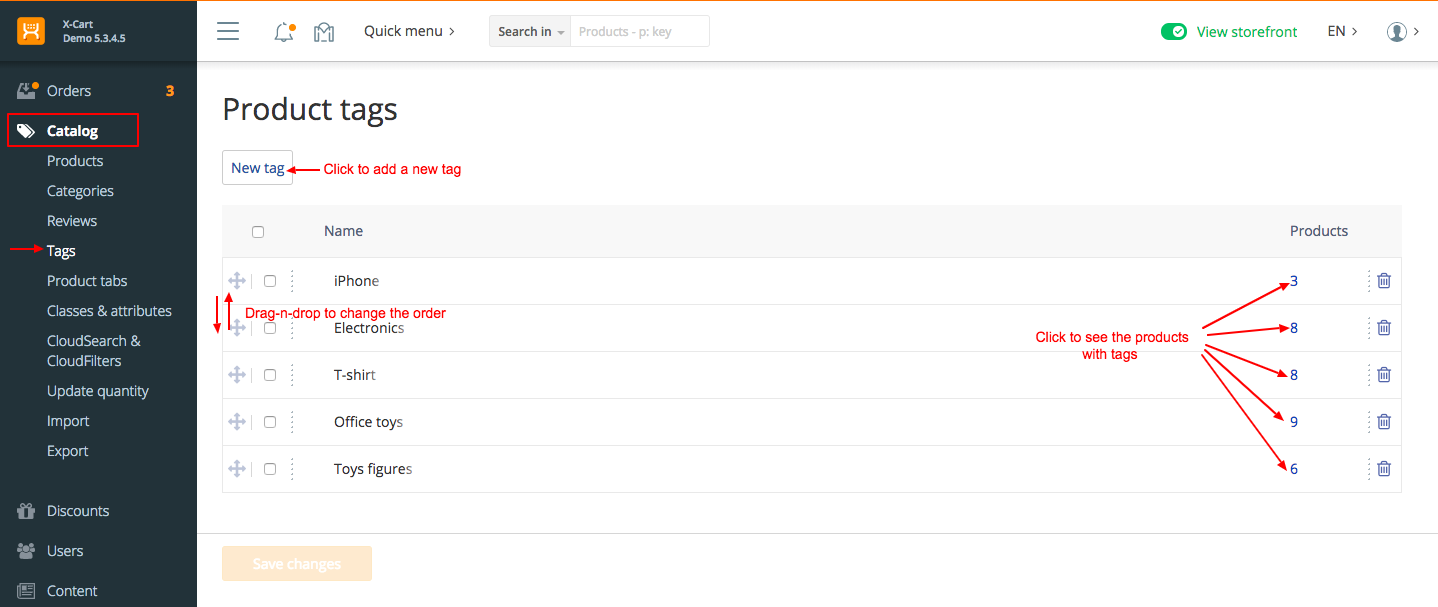 X-Cart
Demo 5.3.4.5
Quick menu
Search in
Products - p: key
View storefront
EN
Orders 3
Catalog
Products
Categories
Reviews
Tags
Product tabs
Classes & attributes
CloudSearch &
CloudFilters
Update quantity
Import
Export
Discounts
Users
Content
Product tags
New tag
Click to add a new tag
Name Products
iPhone 3
Drag-n-drop to change the order
Electronics 8
Click to see the products
with tags
T-shirt 8
Office toys 9
Toys figures 6
Save changes